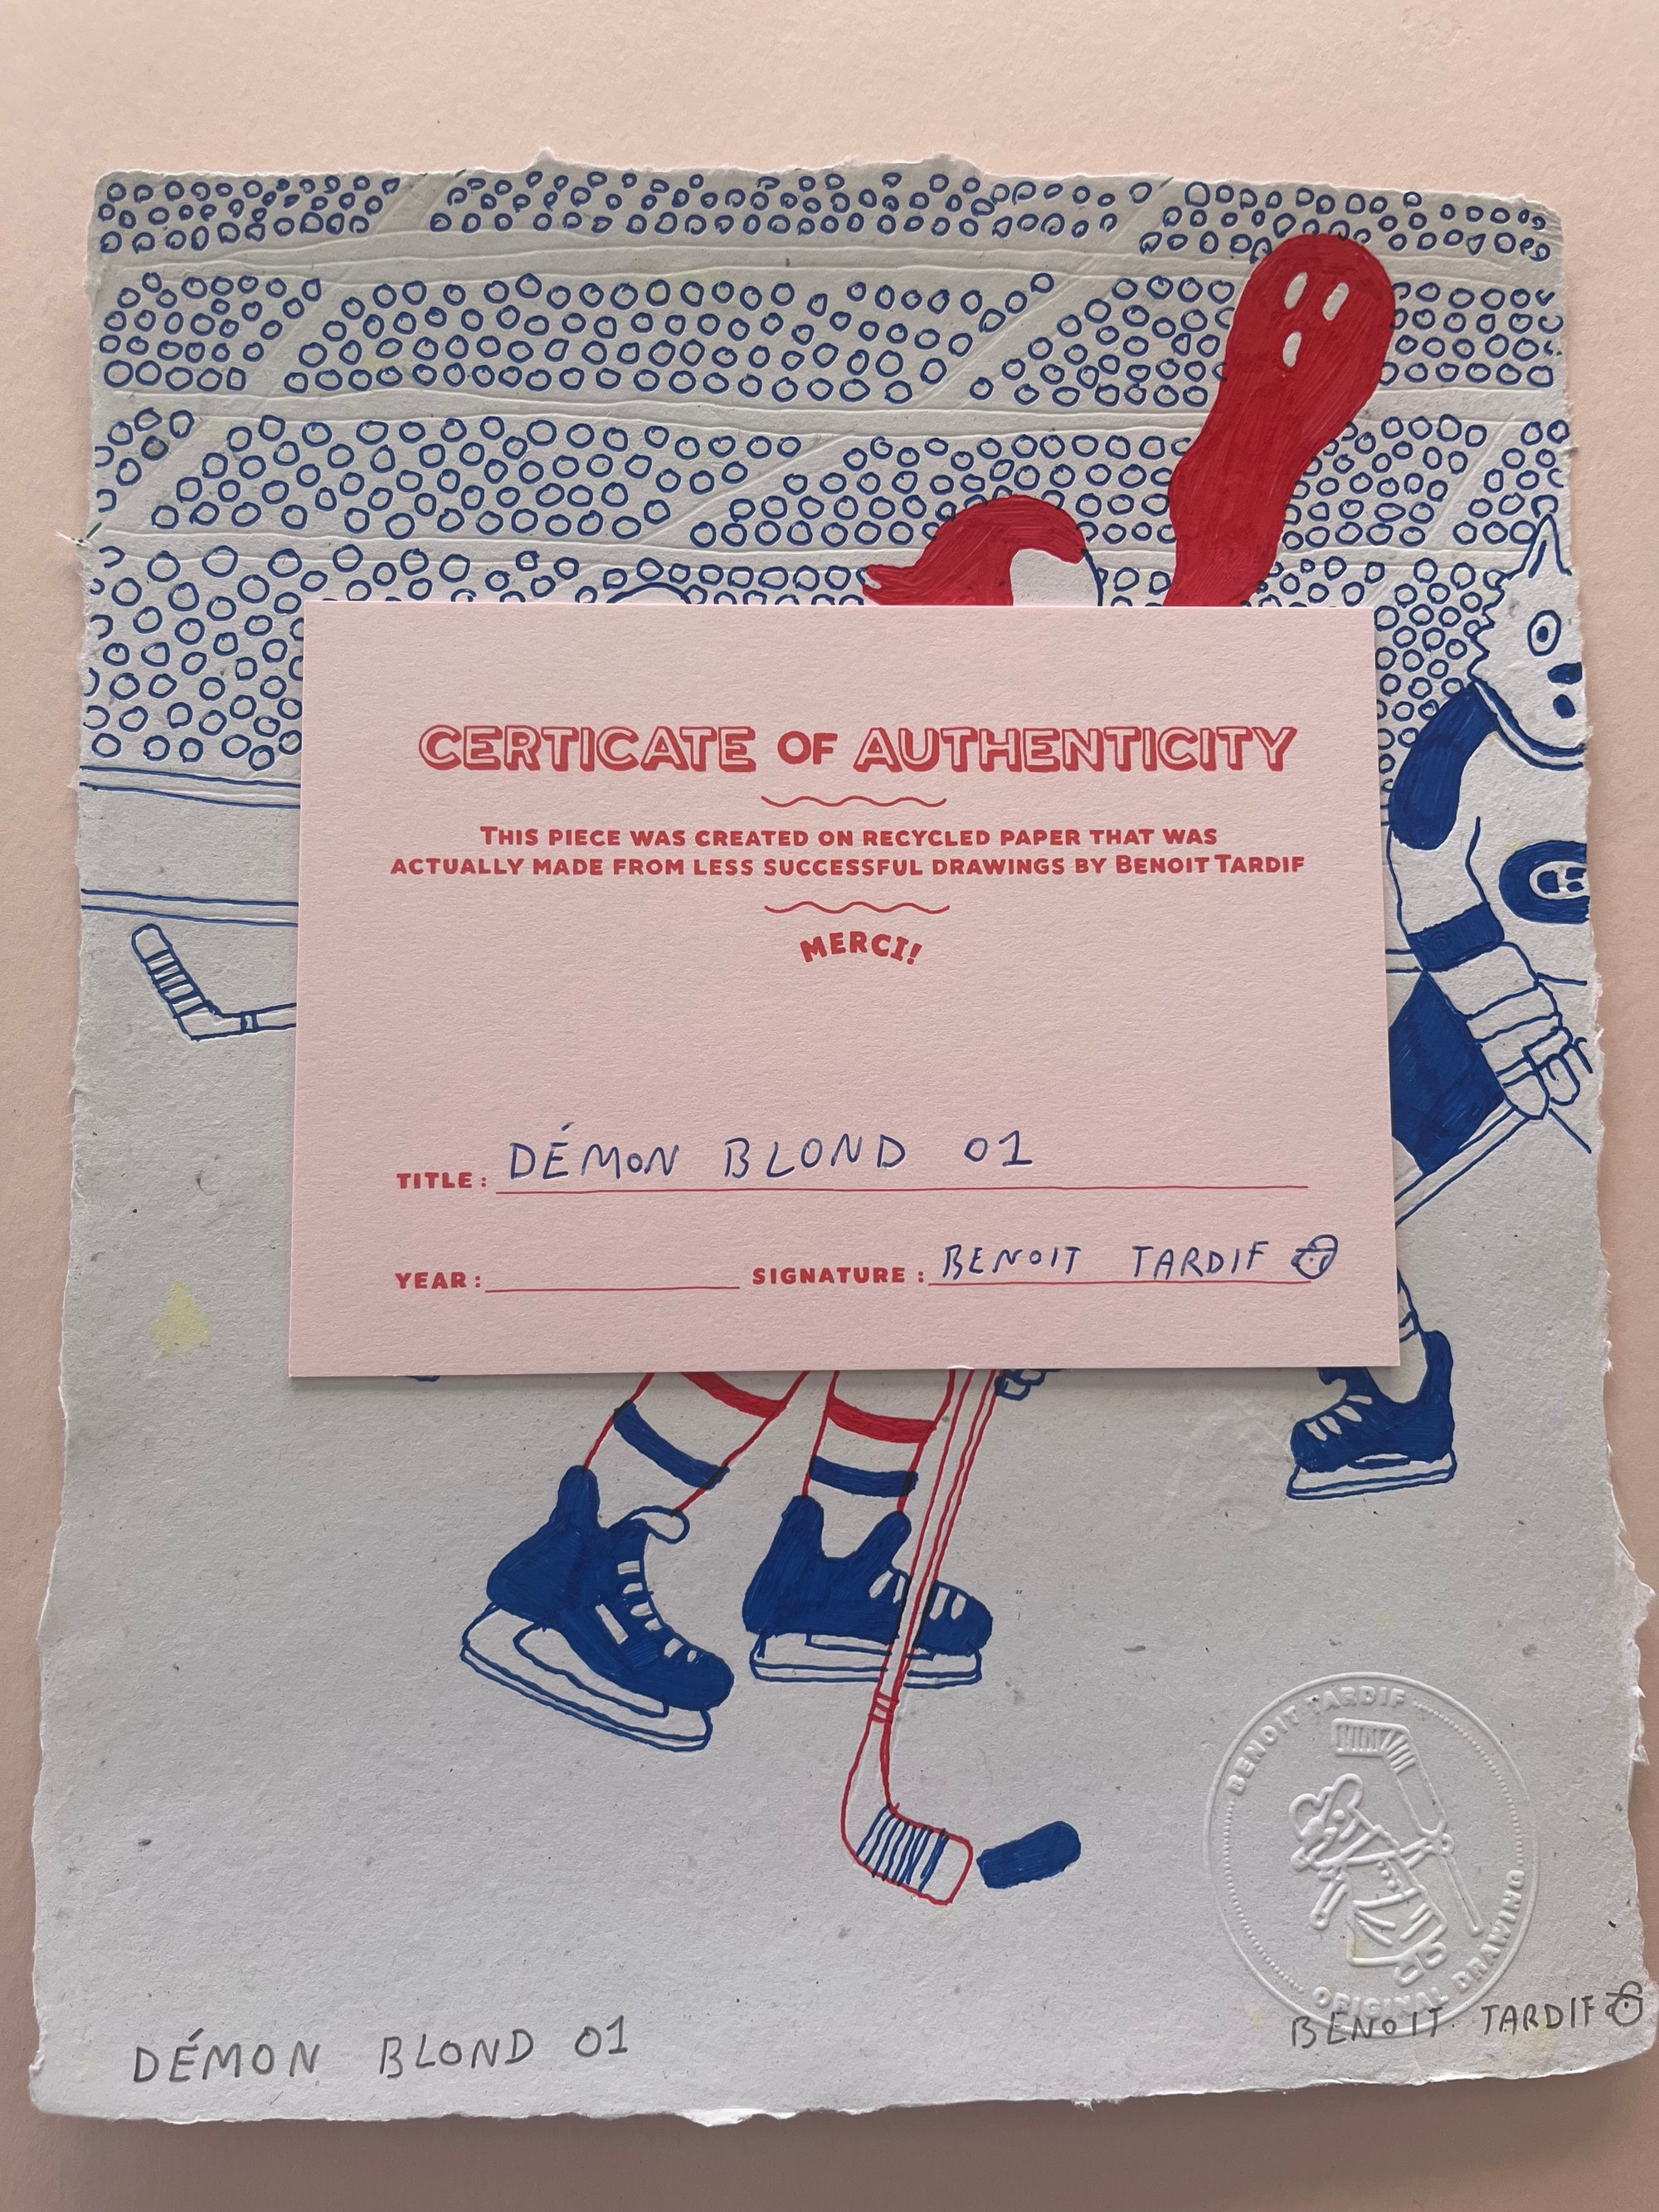 CERTICATE OF AUTHENTICITY
THIS PIECE WAS CREATED ON RECYCLED PAPER THAT WAS
ACTUALLY MADE FROM LESS SUCCESSFUL DRAWINGS BY BENOIT TARDIF
MERCI!
TITLE: DÉMON BLOND 01
YEAR: SIGNATURE: BENOIT TARDIF
BENOIT TARDIF
ORIGINAL DRAWING
DÉMON BLOND 01
BENOIT TARDIF